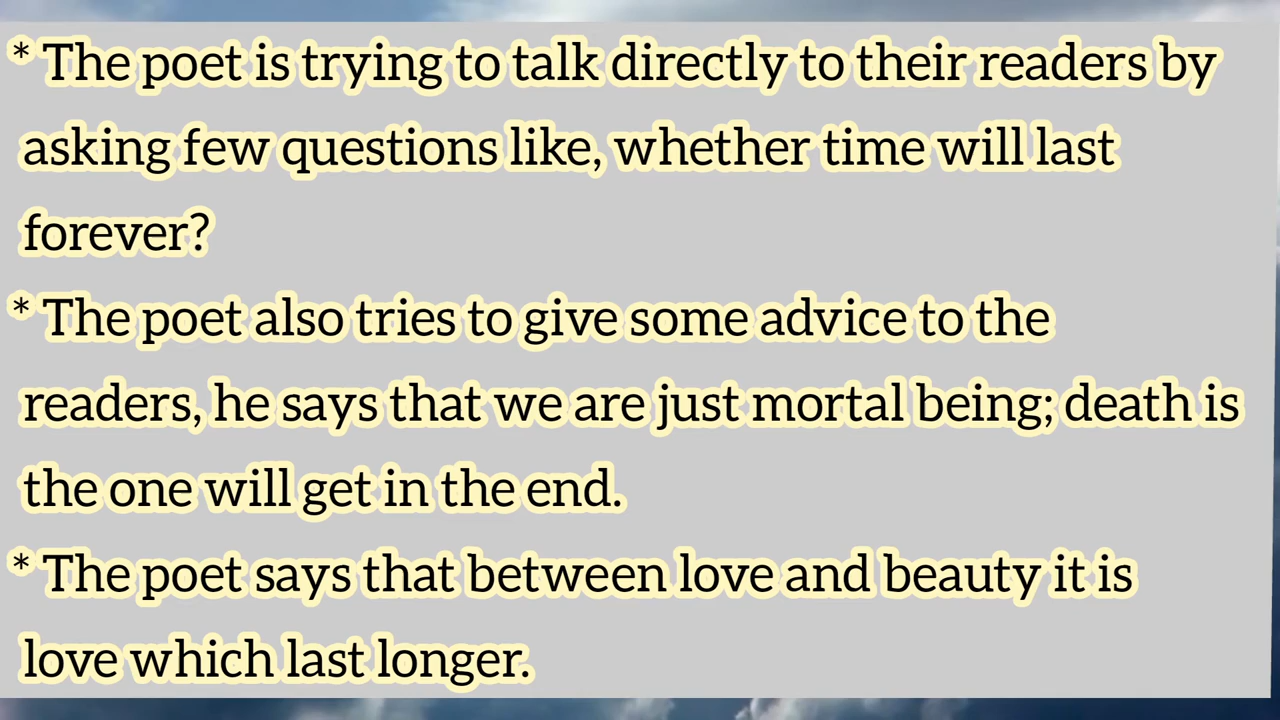 * The poet is trying to talk directly to their readers by
asking few questions like, whether time will last
forever?
* The poet also tries to give some advice to the
readers, he says that we are just mortal being; death is
the one will get in the end.
* The poet says that between love and beauty it is
love which last longer.